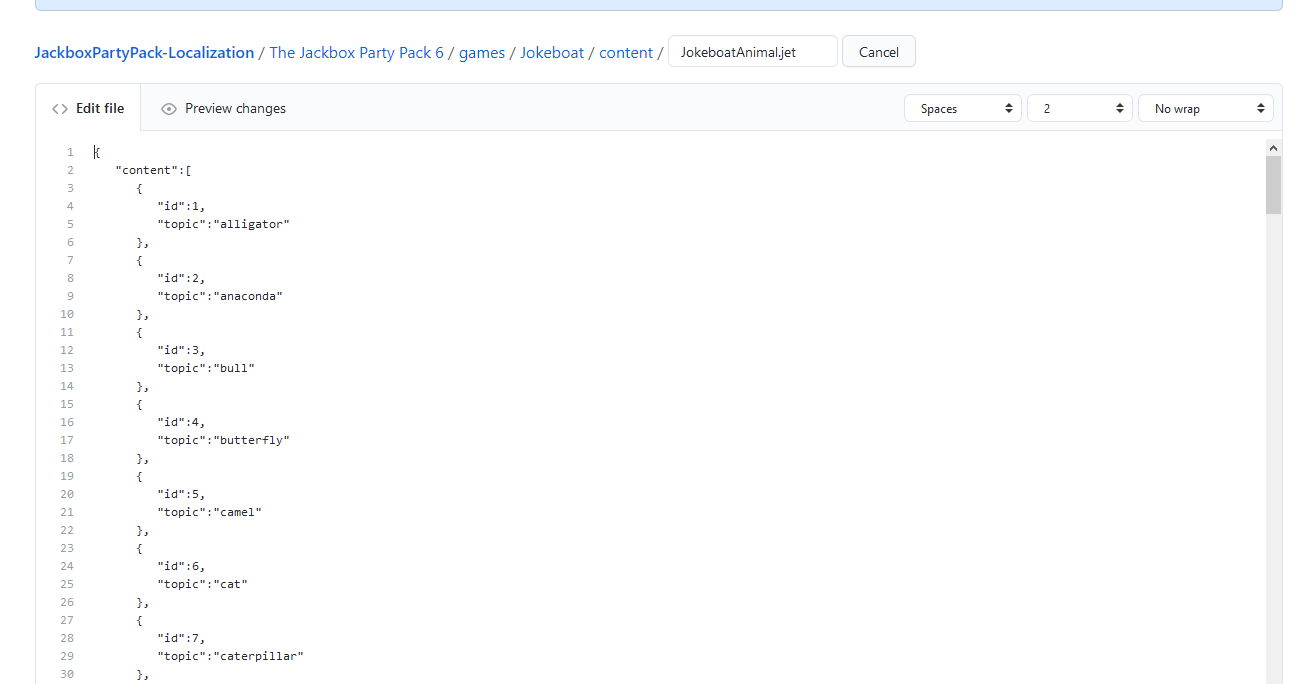 JackboxPartyPack-Localization / The Jackbox Party Pack 6 / games / Jokeboat / content / JokeboatAnimal.jet Cancel
<> Edit file Preview changes Spaces 2 No wrap
1 {
2 "content":[
3 {
4 "id":1,
5 "topic":"alligator"
6 },
7 {
8 "id":2,
9 "topic":"anaconda"
10 },
11 {
12 "id":3,
13 "topic":"bull"
14 },
15 {
16 "id":4,
17 "topic":"butterfly"
18 },
19 {
20 "id":5,
21 "topic":"camel"
22 },
23 {
24 "id":6,
25 "topic":"cat"
26 },
27 {
28 "id":7,
29 "topic":"caterpillar"
30 },